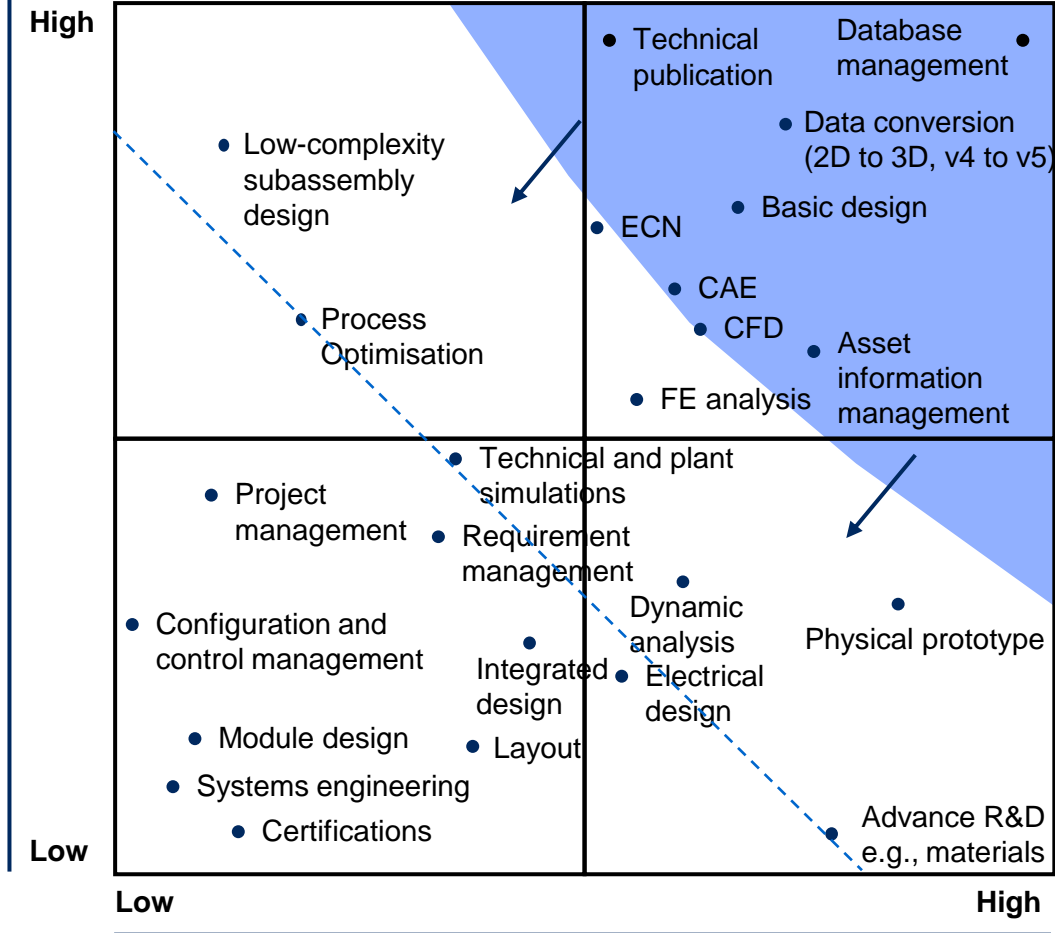 High
Technical
publication
Database
management
Data conversion
(2D to 3D, v4 to v5)
Low-complexity
subassembly
design
Basic design
ECN
CAE
CFD
Process
Optimisation
Asset
information
management
FE analysis
Technical and plant
simulations
Project
management
Requirement
management
Dynamic
analysis
Configuration and
control management
Physical prototype
Integrated
design
Electrical
design
Module design
Layout
Systems engineering
Certifications
Advance R&D
e.g., materials
Low
Low
High